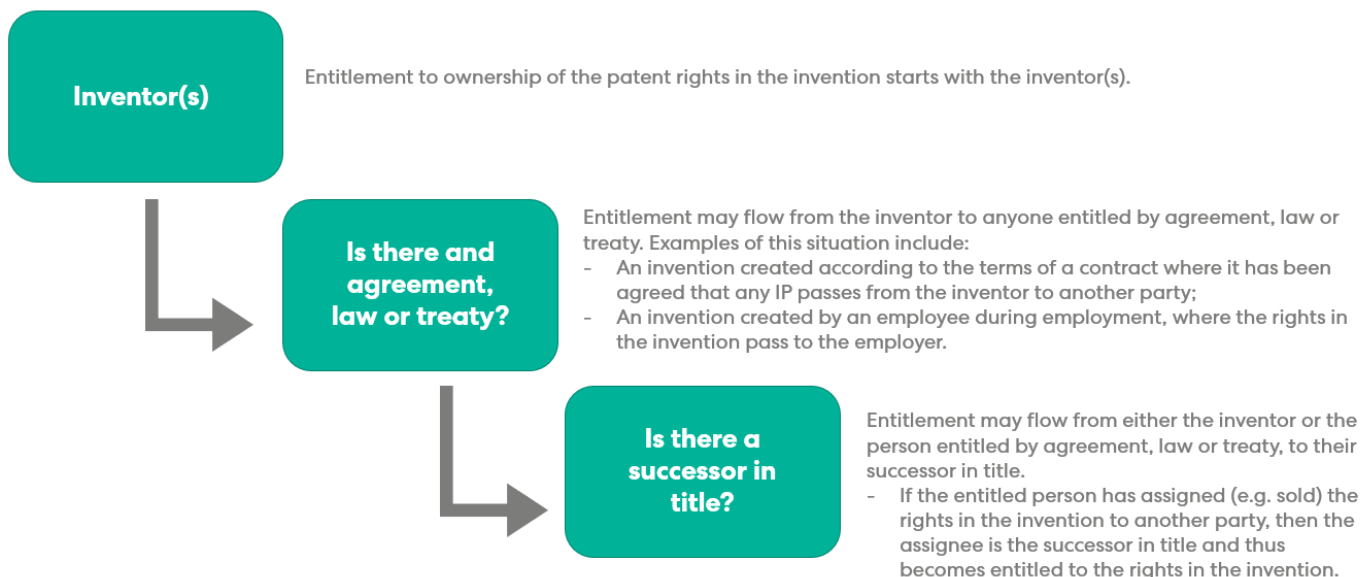 Inventor(s)
Entitlement to ownership of the patent rights in the invention starts with the inventor(s).
Is there and
agreement,
law or treaty?
Entitlement may flow from the inventor to anyone entitled by agreement, law or
treaty. Examples of this situation include:
- An invention created according to the terms of a contract where it has been
agreed that any IP passes from the inventor to another party;
- An invention created by an employee during employment, where the rights in
the invention pass to the employer.
Is there a
successor in
title?
Entitlement may flow from either the inventor or the
person entitled by agreement, law or treaty, to their
successor in title.
- If the entitled person has assigned (e.g. sold) the
rights in the invention to another party, then the
assignee is the successor in title and thus
becomes entitled to the rights in the invention.